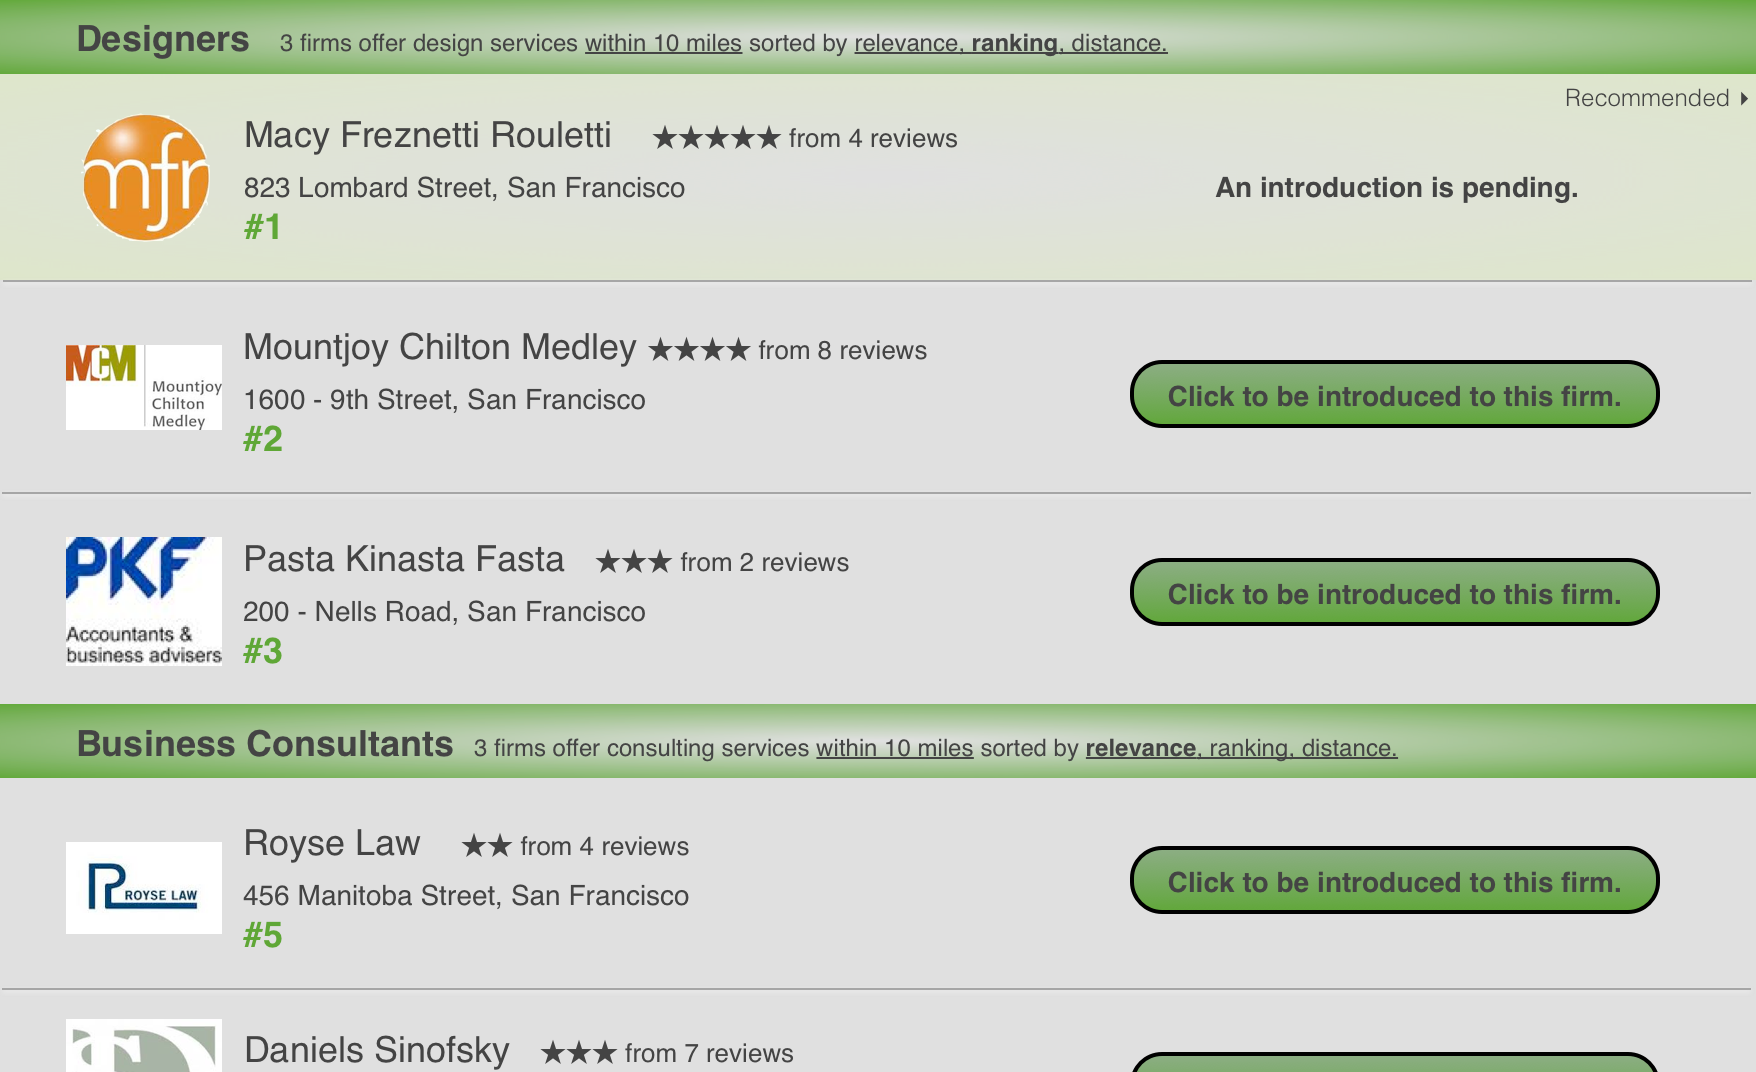 Designers 3 firms offer design services within 10 miles sorted by relevance, ranking, distance.
Recommended
mfr
Macy Freznetti Rouletti ★★★★★ from 4 reviews
823 Lombard Street, San Francisco
An introduction is pending.
#1
MCM
Mountjoy
Chilton
Medley
Mountjoy Chilton Medley ★★★★ from 8 reviews
1600 - 9th Street, San Francisco
Click to be introduced to this firm.
#2
PKF
Accountants &
business advisers
Pasta Kinasta Fasta ★★★ from 2 reviews
200 - Nells Road, San Francisco
Click to be introduced to this firm.
#3
Business Consultants 3 firms offer consulting services within 10 miles sorted by relevance, ranking, distance.
ROYSE LAW
Royse Law ★★ from 4 reviews
456 Manitoba Street, San Francisco
Click to be introduced to this firm.
#5
Daniels Sinofsky ★★★ from 7 reviews